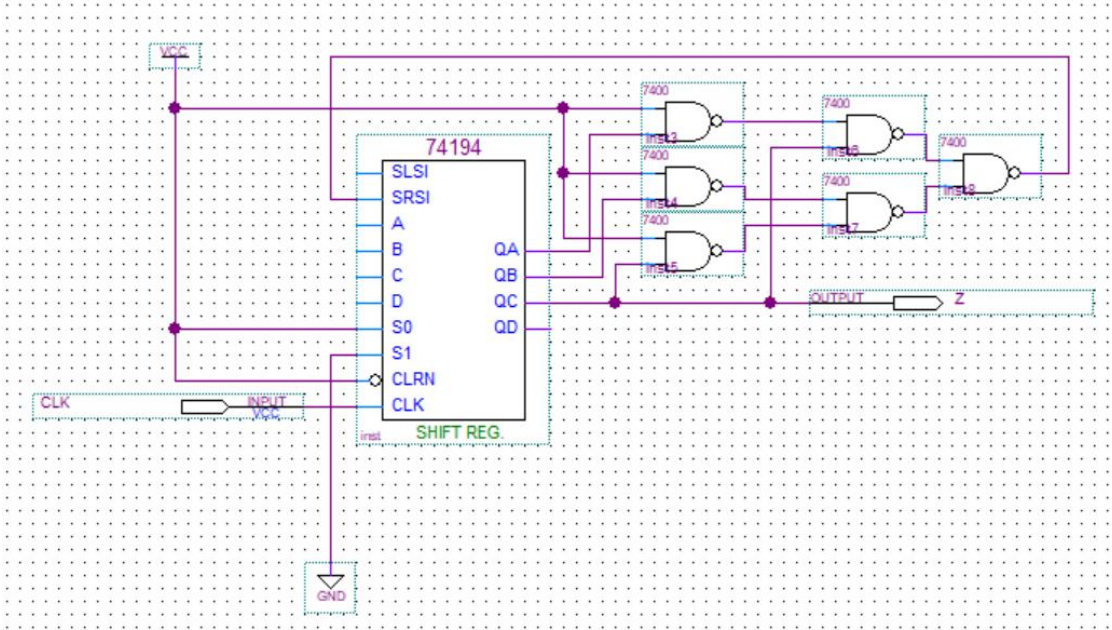 VCC
7400
inst3
7400
inst6
7400
inst8
7400
inst4
7400
inst7
7400
inst5
74194
SLSI
SRSI
A
B
C
D
S0
S1
CLRN
CLK
QA
QB
QC
QD
inst
SHIFT REG.
OUTPUT
Z
CLK
INPUT
VCC
GND